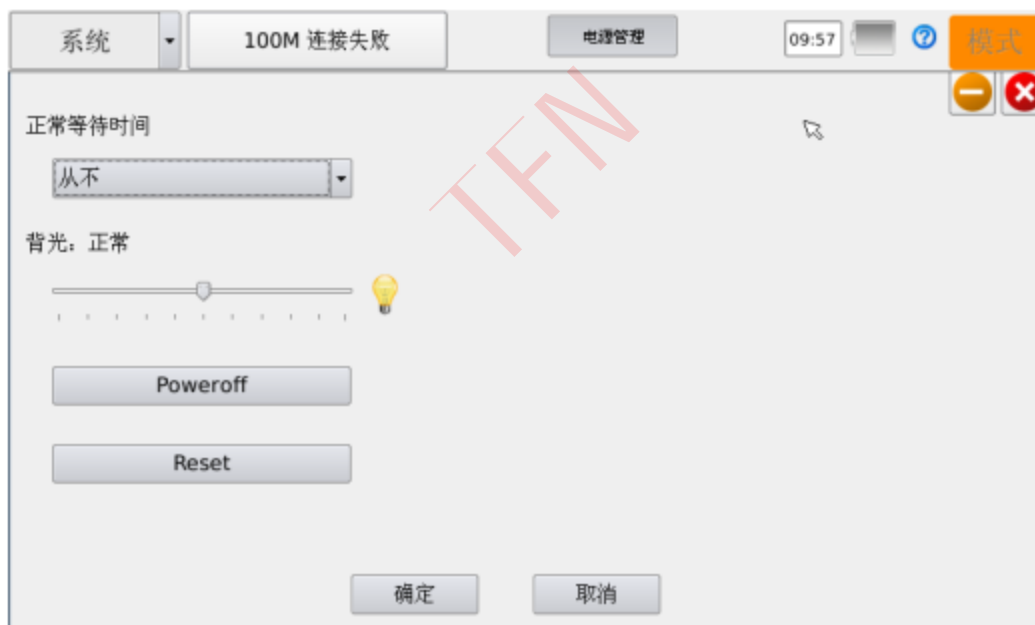 系统
100M 连接失败
电源管理
09:57
模式
正常等待时间
从不
背光：正常
Poweroff
Reset
确定
取消
TFN